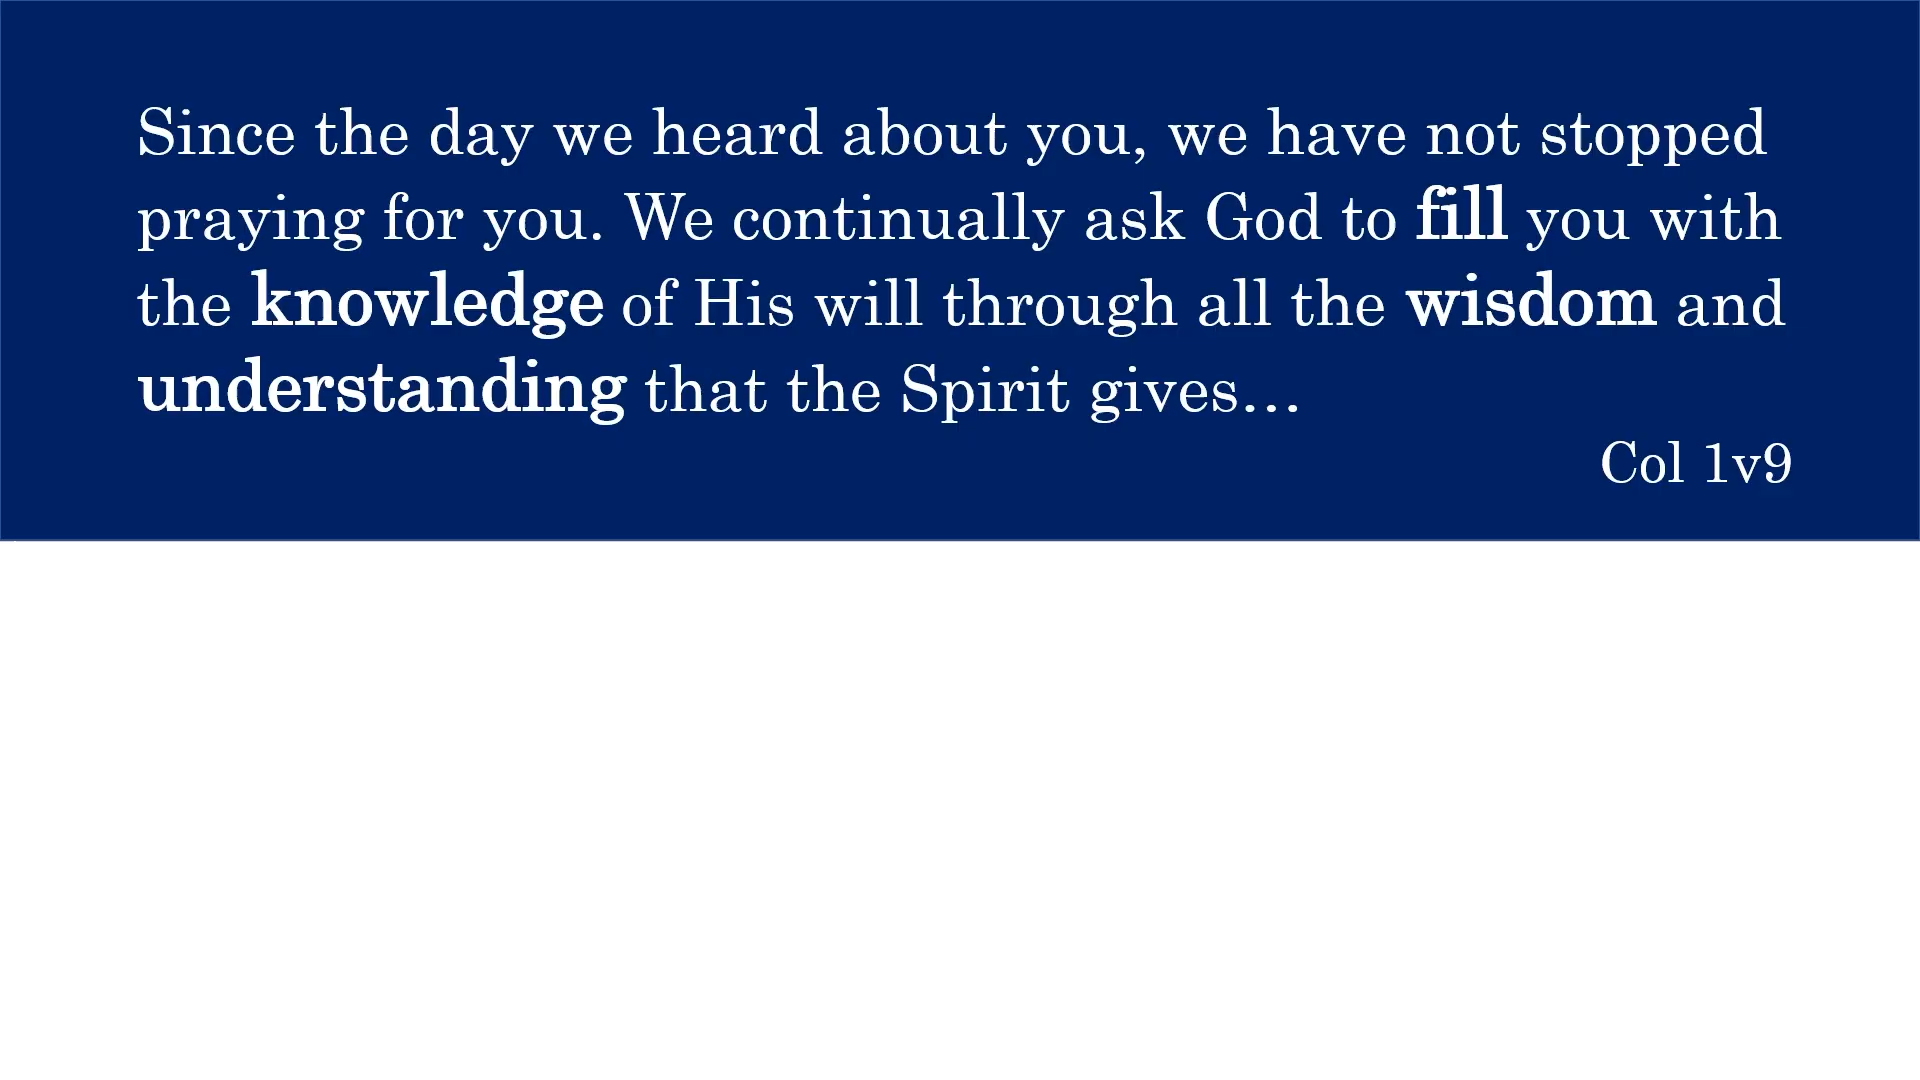 Since the day we heard about you, we have not stopped
praying for you. We continually ask God to fill you with
the knowledge of His will through all the wisdom and
understanding that the Spirit gives…
Col 1v9